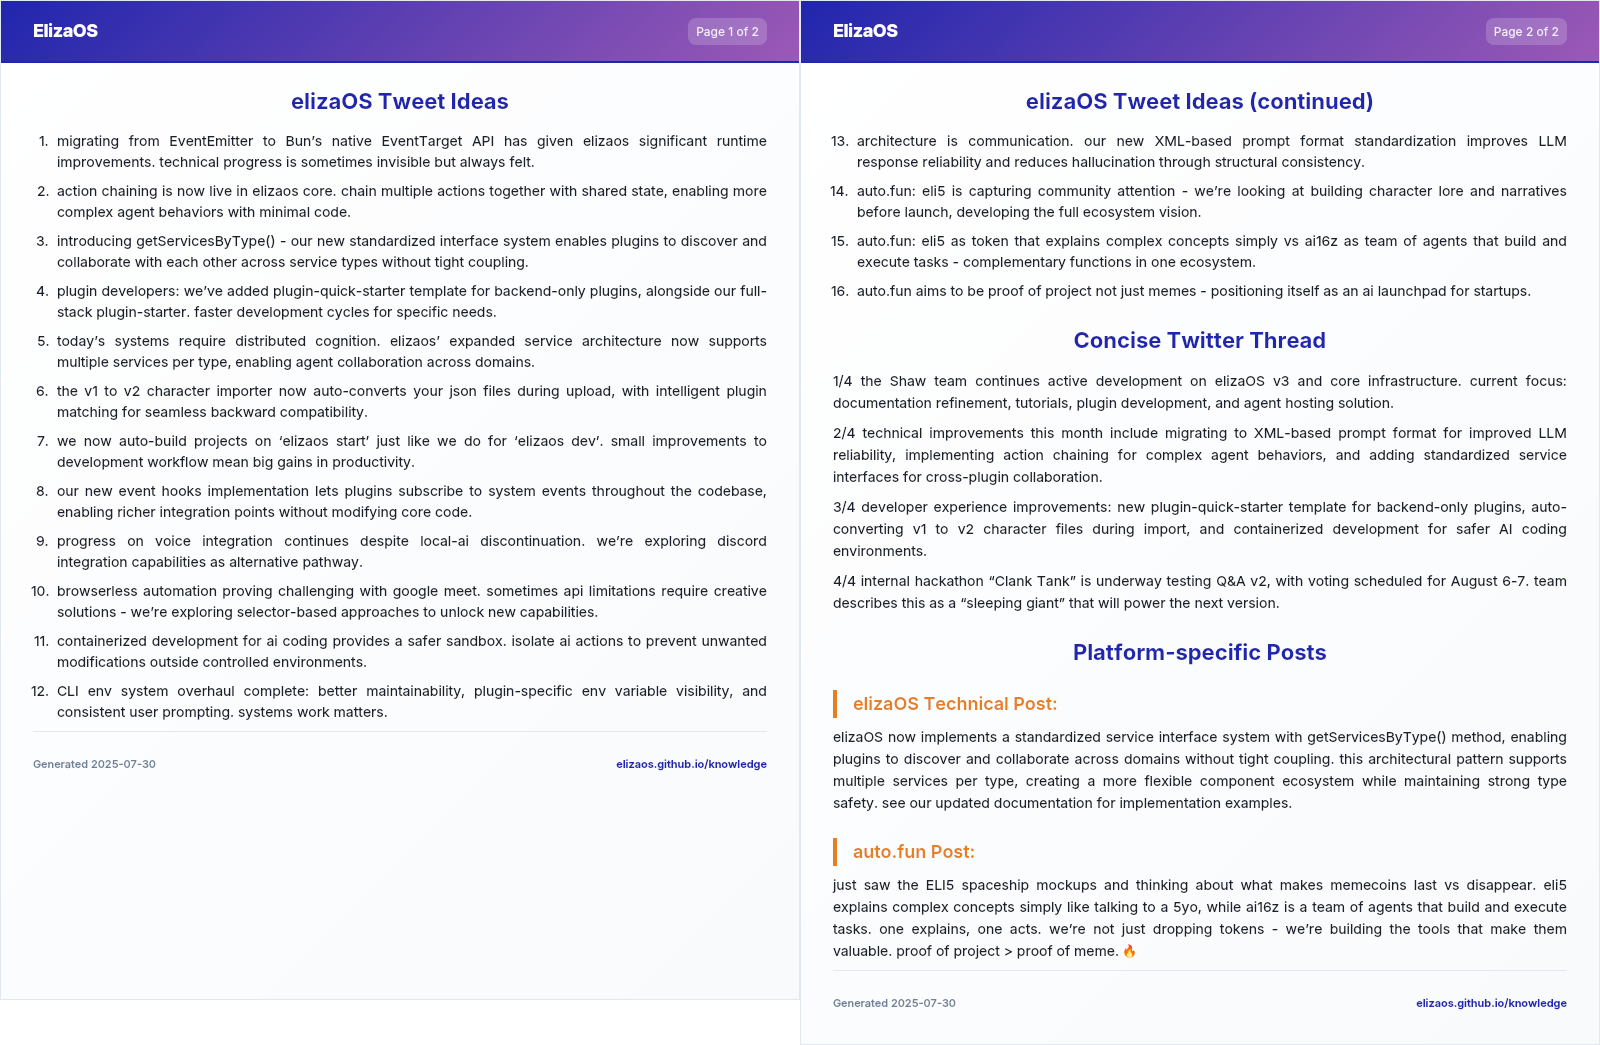 ElizaOS
Page 1 of 2
elizaOS Tweet Ideas
1. migrating from EventEmitter to Bun’s native EventTarget API has given elizaos significant runtime
improvements. technical progress is sometimes invisible but always felt.
2. action chaining is now live in elizaos core. chain multiple actions together with shared state, enabling more
complex agent behaviors with minimal code.
3. introducing getServicesByType() - our new standardized interface system enables plugins to discover and
collaborate with each other across service types without tight coupling.
4. plugin developers: we’ve added plugin-quick-starter template for backend-only plugins, alongside our full-
stack plugin-starter. faster development cycles for specific needs.
5. today’s systems require distributed cognition. elizaos’ expanded service architecture now supports
multiple services per type, enabling agent collaboration across domains.
6. the v1 to v2 character importer now auto-converts your json files during upload, with intelligent plugin
matching for seamless backward compatibility.
7. we now auto-build projects on ‘elizaos start’ just like we do for ‘elizaos dev’. small improvements to
development workflow mean big gains in productivity.
8. our new event hooks implementation lets plugins subscribe to system events throughout the codebase,
enabling richer integration points without modifying core code.
9. progress on voice integration continues despite local-ai discontinuation. we’re exploring discord
integration capabilities as alternative pathway.
10. browserless automation proving challenging with google meet. sometimes api limitations require creative
solutions - we’re exploring selector-based approaches to unlock new capabilities.
11. containerized development for ai coding provides a safer sandbox. isolate ai actions to prevent unwanted
modifications outside controlled environments.
12. CLI env system overhaul complete: better maintainability, plugin-specific env variable visibility, and
consistent user prompting. systems work matters.
Generated 2025-07-30
elizaos.github.io/knowledge
ElizaOS
Page 2 of 2
elizaOS Tweet Ideas (continued)
13. architecture is communication. our new XML-based prompt format standardization improves LLM
response reliability and reduces hallucination through structural consistency.
14. auto.fun: eli5 is capturing community attention - we’re looking at building character lore and narratives
before launch, developing the full ecosystem vision.
15. auto.fun: eli5 as token that explains complex concepts simply vs ai16z as team of agents that build and
execute tasks - complementary functions in one ecosystem.
16. auto.fun aims to be proof of project not just memes - positioning itself as an ai launchpad for startups.
Concise Twitter Thread
1/4 the Shaw team continues active development on elizaOS v3 and core infrastructure. current focus:
documentation refinement, tutorials, plugin development, and agent hosting solution.
2/4 technical improvements this month include migrating to XML-based prompt format for improved LLM
reliability, implementing action chaining for complex agent behaviors, and adding standardized service
interfaces for cross-plugin collaboration.
3/4 developer experience improvements: new plugin-quick-starter template for backend-only plugins, auto-
converting v1 to v2 character files during import, and containerized development for safer AI coding
environments.
4/4 internal hackathon “Clank Tank” is underway testing Q&A v2, with voting scheduled for August 6-7. team
describes this as a “sleeping giant” that will power the next version.
Platform-specific Posts
elizaOS Technical Post:
elizaOS now implements a standardized service interface system with getServicesByType() method, enabling
plugins to discover and collaborate across domains without tight coupling. this architectural pattern supports
multiple services per type, creating a more flexible component ecosystem while maintaining strong type
safety. see our updated documentation for implementation examples.
auto.fun Post:
just saw the ELI5 spaceship mockups and thinking about what makes memecoins last vs disappear. eli5
explains complex concepts simply like talking to a 5yo, while ai16z is a team of agents that build and execute
tasks. one explains, one acts. we’re not just dropping tokens - we’re building the tools that make them
valuable. proof of project > proof of meme. 🔥
Generated 2025-07-30
elizaos.github.io/knowledge